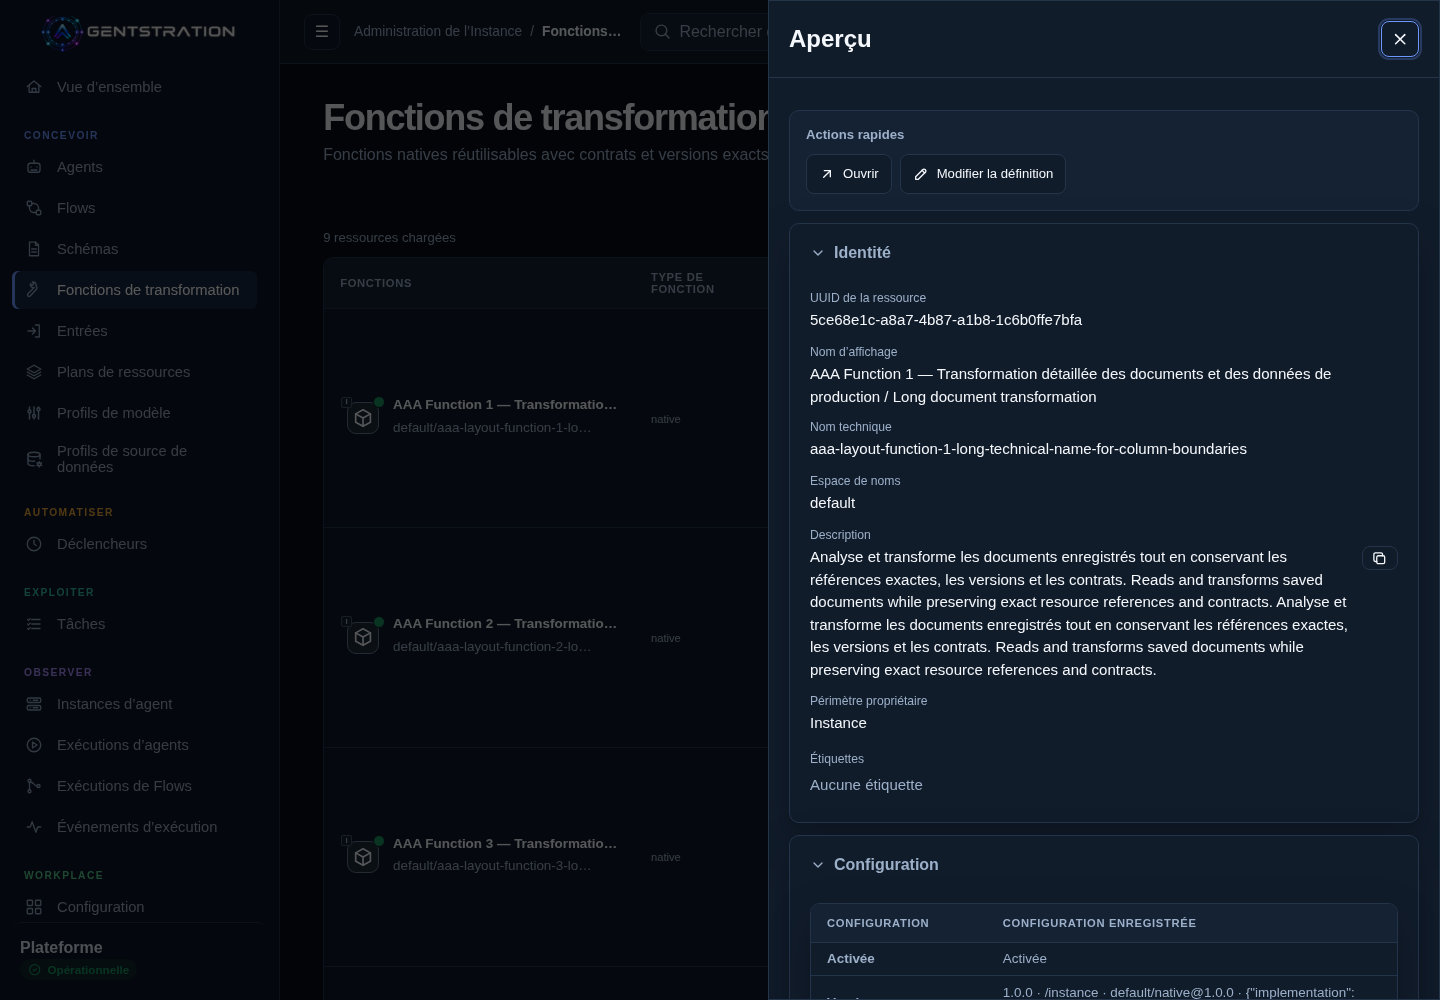 GENTSTRATION
Vue d’ensemble
CONCEVOIR
Agents
Flows
Schémas
Fonctions de transformation
Entrées
Plans de ressources
Profils de modèle
Profils de source de
données
AUTOMATISER
Déclencheurs
EXPLOITER
Tâches
OBSERVER
Instances d’agent
Exécutions d’agents
Exécutions de Flows
Événements d’exécution
WORKPLACE
Configuration
Plateforme
Opérationnelle
Administration de l’Instance / Fonctions…
Rechercher
Fonctions de transformation
Fonctions natives réutilisables avec contrats et versions exacts
9 ressources chargées
FONCTIONS
TYPE DE
FONCTION
I
AAA Function 1 — Transformatio…
default/aaa-layout-function-1-lo…
native
I
AAA Function 2 — Transformatio…
default/aaa-layout-function-2-lo…
native
I
AAA Function 3 — Transformatio…
default/aaa-layout-function-3-lo…
native
Aperçu
Actions rapides
Ouvrir
Modifier la définition
Identité
UUID de la ressource
5ce68e1c-a8a7-4b87-a1b8-1c6b0ffe7bfa
Nom d’affichage
AAA Function 1 — Transformation détaillée des documents et des données de
production / Long document transformation
Nom technique
aaa-layout-function-1-long-technical-name-for-column-boundaries
Espace de noms
default
Description
Analyse et transforme les documents enregistrés tout en conservant les
références exactes, les versions et les contrats. Reads and transforms saved
documents while preserving exact resource references and contracts. Analyse et
transforme les documents enregistrés tout en conservant les références exactes,
les versions et les contrats. Reads and transforms saved documents while
preserving exact resource references and contracts.
Périmètre propriétaire
Instance
Étiquettes
Aucune étiquette
Configuration
CONFIGURATION
CONFIGURATION ENREGISTRÉE
Activée
Activée
1.0.0 · /instance · default/native@1.0.0 · {"implementation":